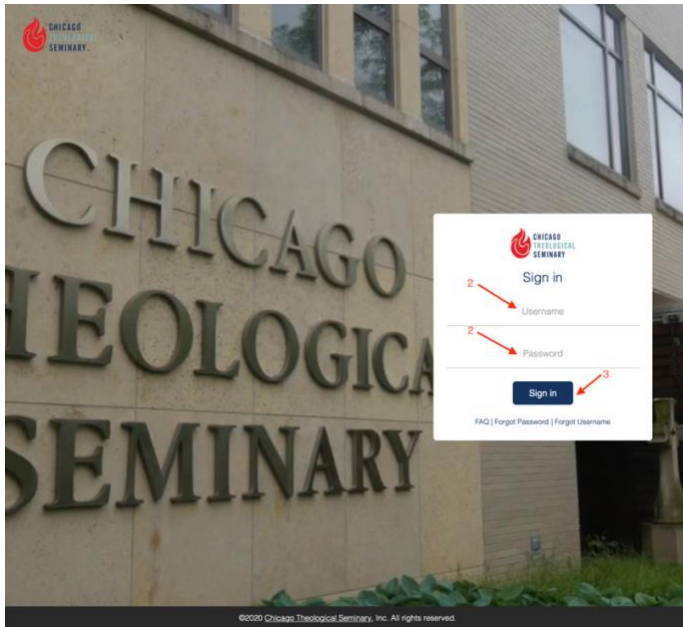 CHICAGO
THEOLOGICAL
SEMINARY.
CHICAGO
HEOLOGICA
SEMINARY
CHICAGO
THEOLOGICAL
SEMINARY
Sign in
2
Username
2
Password
Sign in
3
FAQ | Forgot Password | Forgot Username
©2020 Chicago Theological Seminary, Inc. All rights reserved.